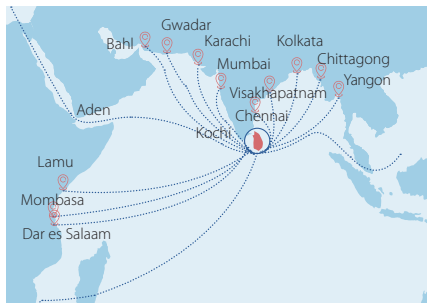 Gwadar
Bahl
Karachi
Kolkata
Mumbai
Chittagong
Yangon
Visakhapatnam
Aden
Chennai
Kochi
Lamu
Mombasa
Dar es Salaam